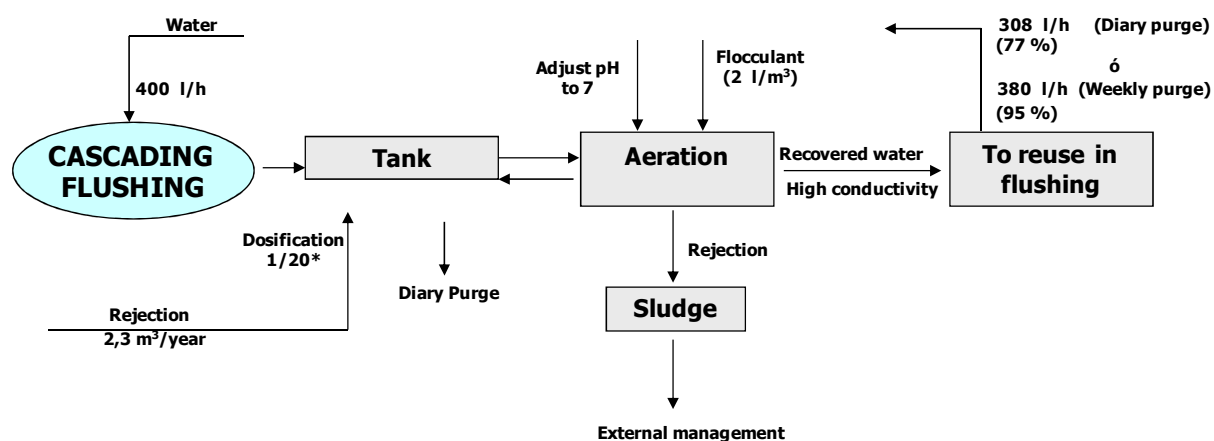 Water
400 l/h
CASCADING
FLUSHING
Tank
Dosification
1/20*
Rejection
2,3 m³/year
Diary Purge
Adjust pH
to 7
Flocculant
(2 l/m³)
Aeration
Rejection
Sludge
External management
Recovered water
High conductivity
To reuse in
flushing
308 l/h (Diary purge)
(77 %)
ó
380 l/h (Weekly purge)
(95 %)